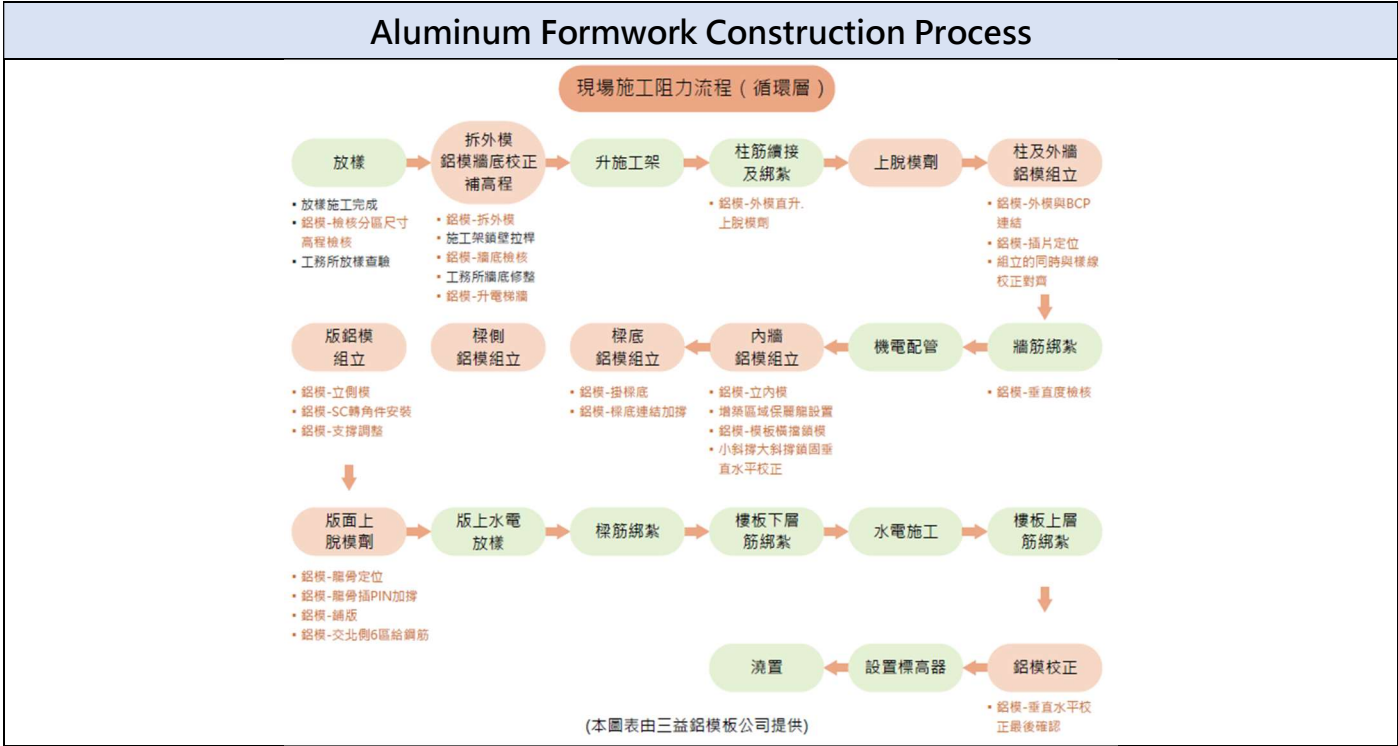 Aluminum Formwork Construction Process
現場施工阻力流程（循環層）
放樣
• 放樣施工完成
• 鋁模-檢核分區尺寸
高程檢核
• 工務所放樣查驗
拆外模
鋁模牆底校正
補高程
• 鋁模-拆外模
• 施工架鎖壁拉桿
• 鋁模-牆底檢核
• 工務所牆底修整
• 鋁模-升電梯牆
升施工架
柱筋續接
及綁紮
• 鋁模-外模直升.
上脫模劑
上脫模劑
柱及外牆
鋁模組立
• 鋁模-外模與BCP
連結
• 鋁模-插片定位
• 組立的同時與樣線
校正對齊
牆筋綁紮
• 鋁模-垂直度檢核
機電配管
內牆
鋁模組立
• 鋁模-立內模
• 增築區域保麗龍設置
• 鋁模-模板橫擋鎖模
• 小斜撐大斜撐鎖固垂
直水平校正
樑底
鋁模組立
• 鋁模-掛樑底
• 鋁模-樑底連結加撐
樑側
鋁模組立
版鋁模
組立
• 鋁模-立側模
• 鋁模-SC轉角件安裝
• 鋁模-支撐調整
版面上
脫模劑
• 鋁模-龍骨定位
• 鋁模-龍骨插PIN加撐
• 鋁模-鋪版
• 鋁模-交北側6區給鋼筋
版上水電
放樣
樑筋綁紮
樓板下層
筋綁紮
水電施工
樓板上層
筋綁紮
鋁模校正
• 鋁模-垂直水平校
正最後確認
設置標高器
澆置
(本圖表由三益鋁模板公司提供)